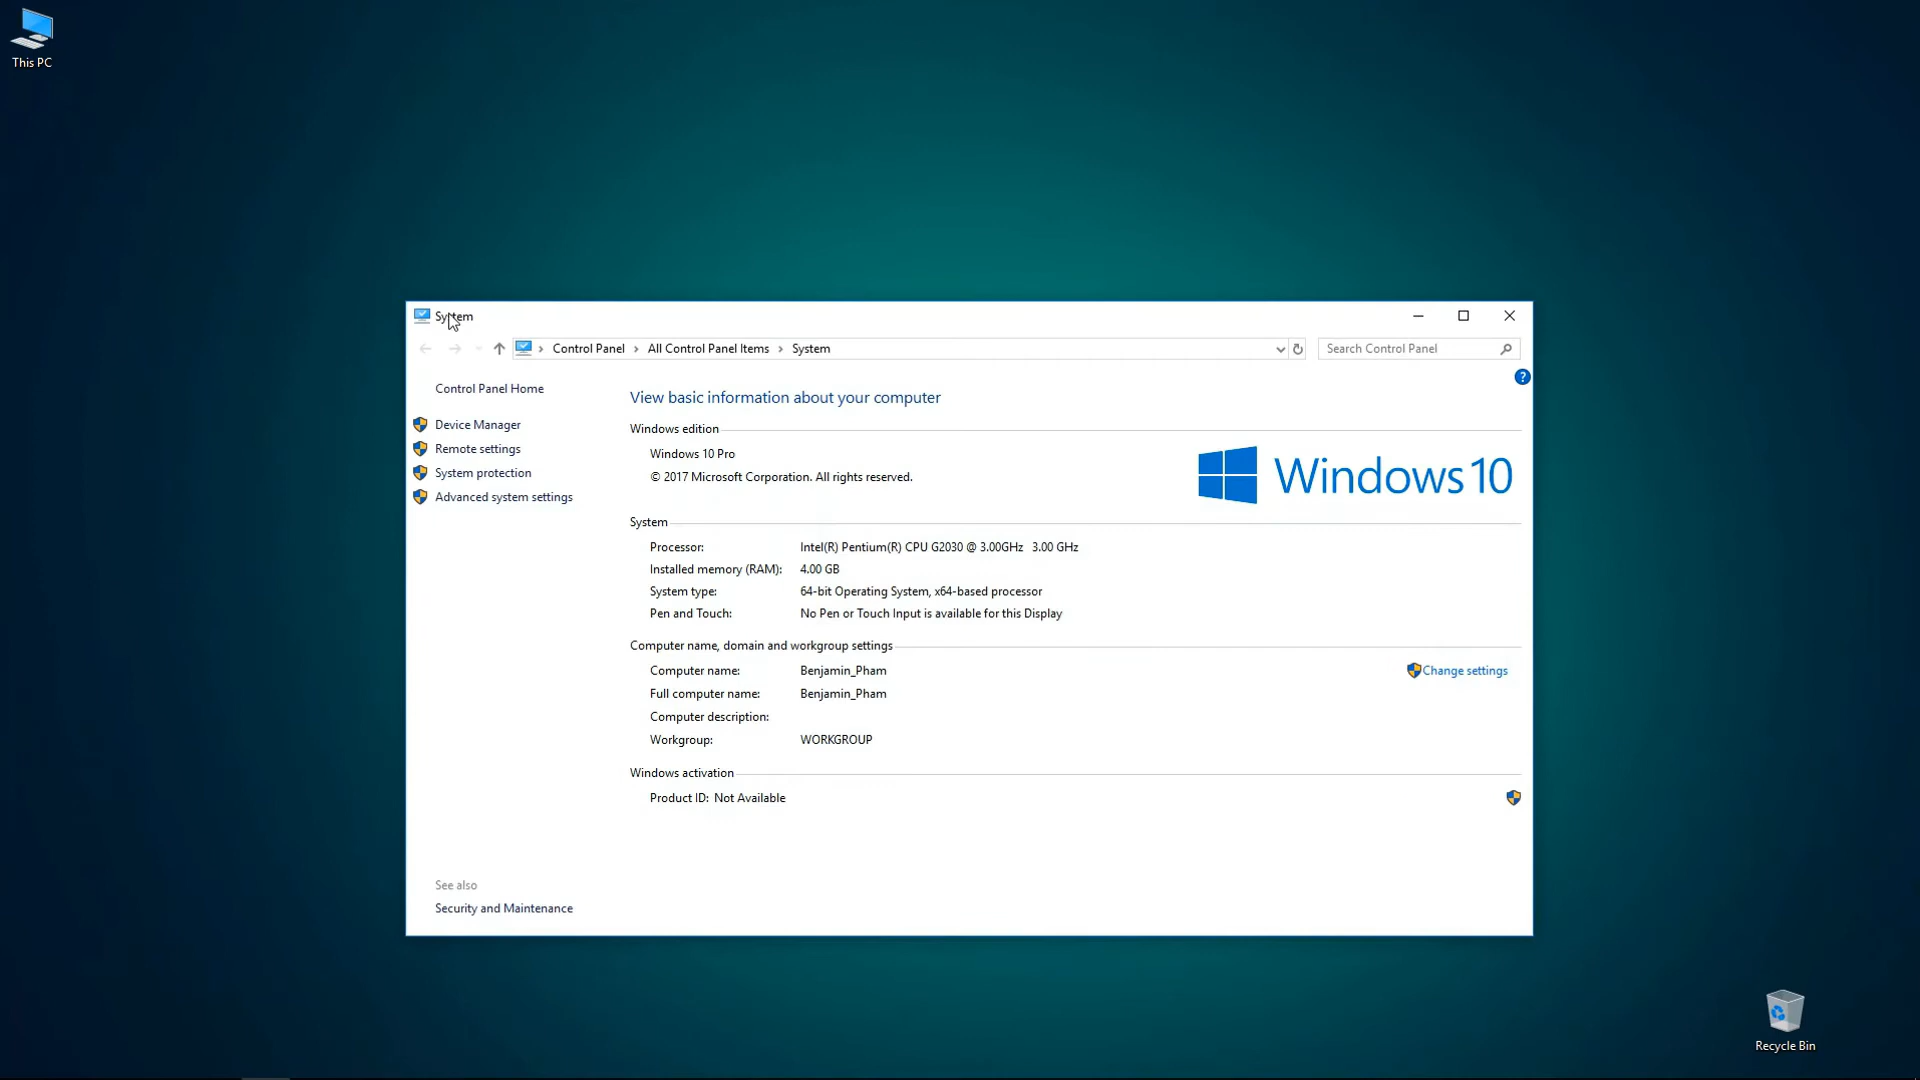 This PC
System
Control Panel > All Control Panel Items > System
Search Control Panel
?
Control Panel Home
Device Manager
Remote settings
System protection
Advanced system settings
View basic information about your computer
Windows edition
Windows 10 Pro
© 2017 Microsoft Corporation. All rights reserved.
Windows 10
System
Processor: Intel(R) Pentium(R) CPU G2030 @ 3.00GHz 3.00 GHz
Installed memory (RAM): 4.00 GB
System type: 64-bit Operating System, x64-based processor
Pen and Touch: No Pen or Touch Input is available for this Display
Computer name, domain and workgroup settings
Computer name: Benjamin_Pham
Change settings
Full computer name: Benjamin_Pham
Computer description:
Workgroup: WORKGROUP
Windows activation
Product ID: Not Available
See also
Security and Maintenance
Recycle Bin